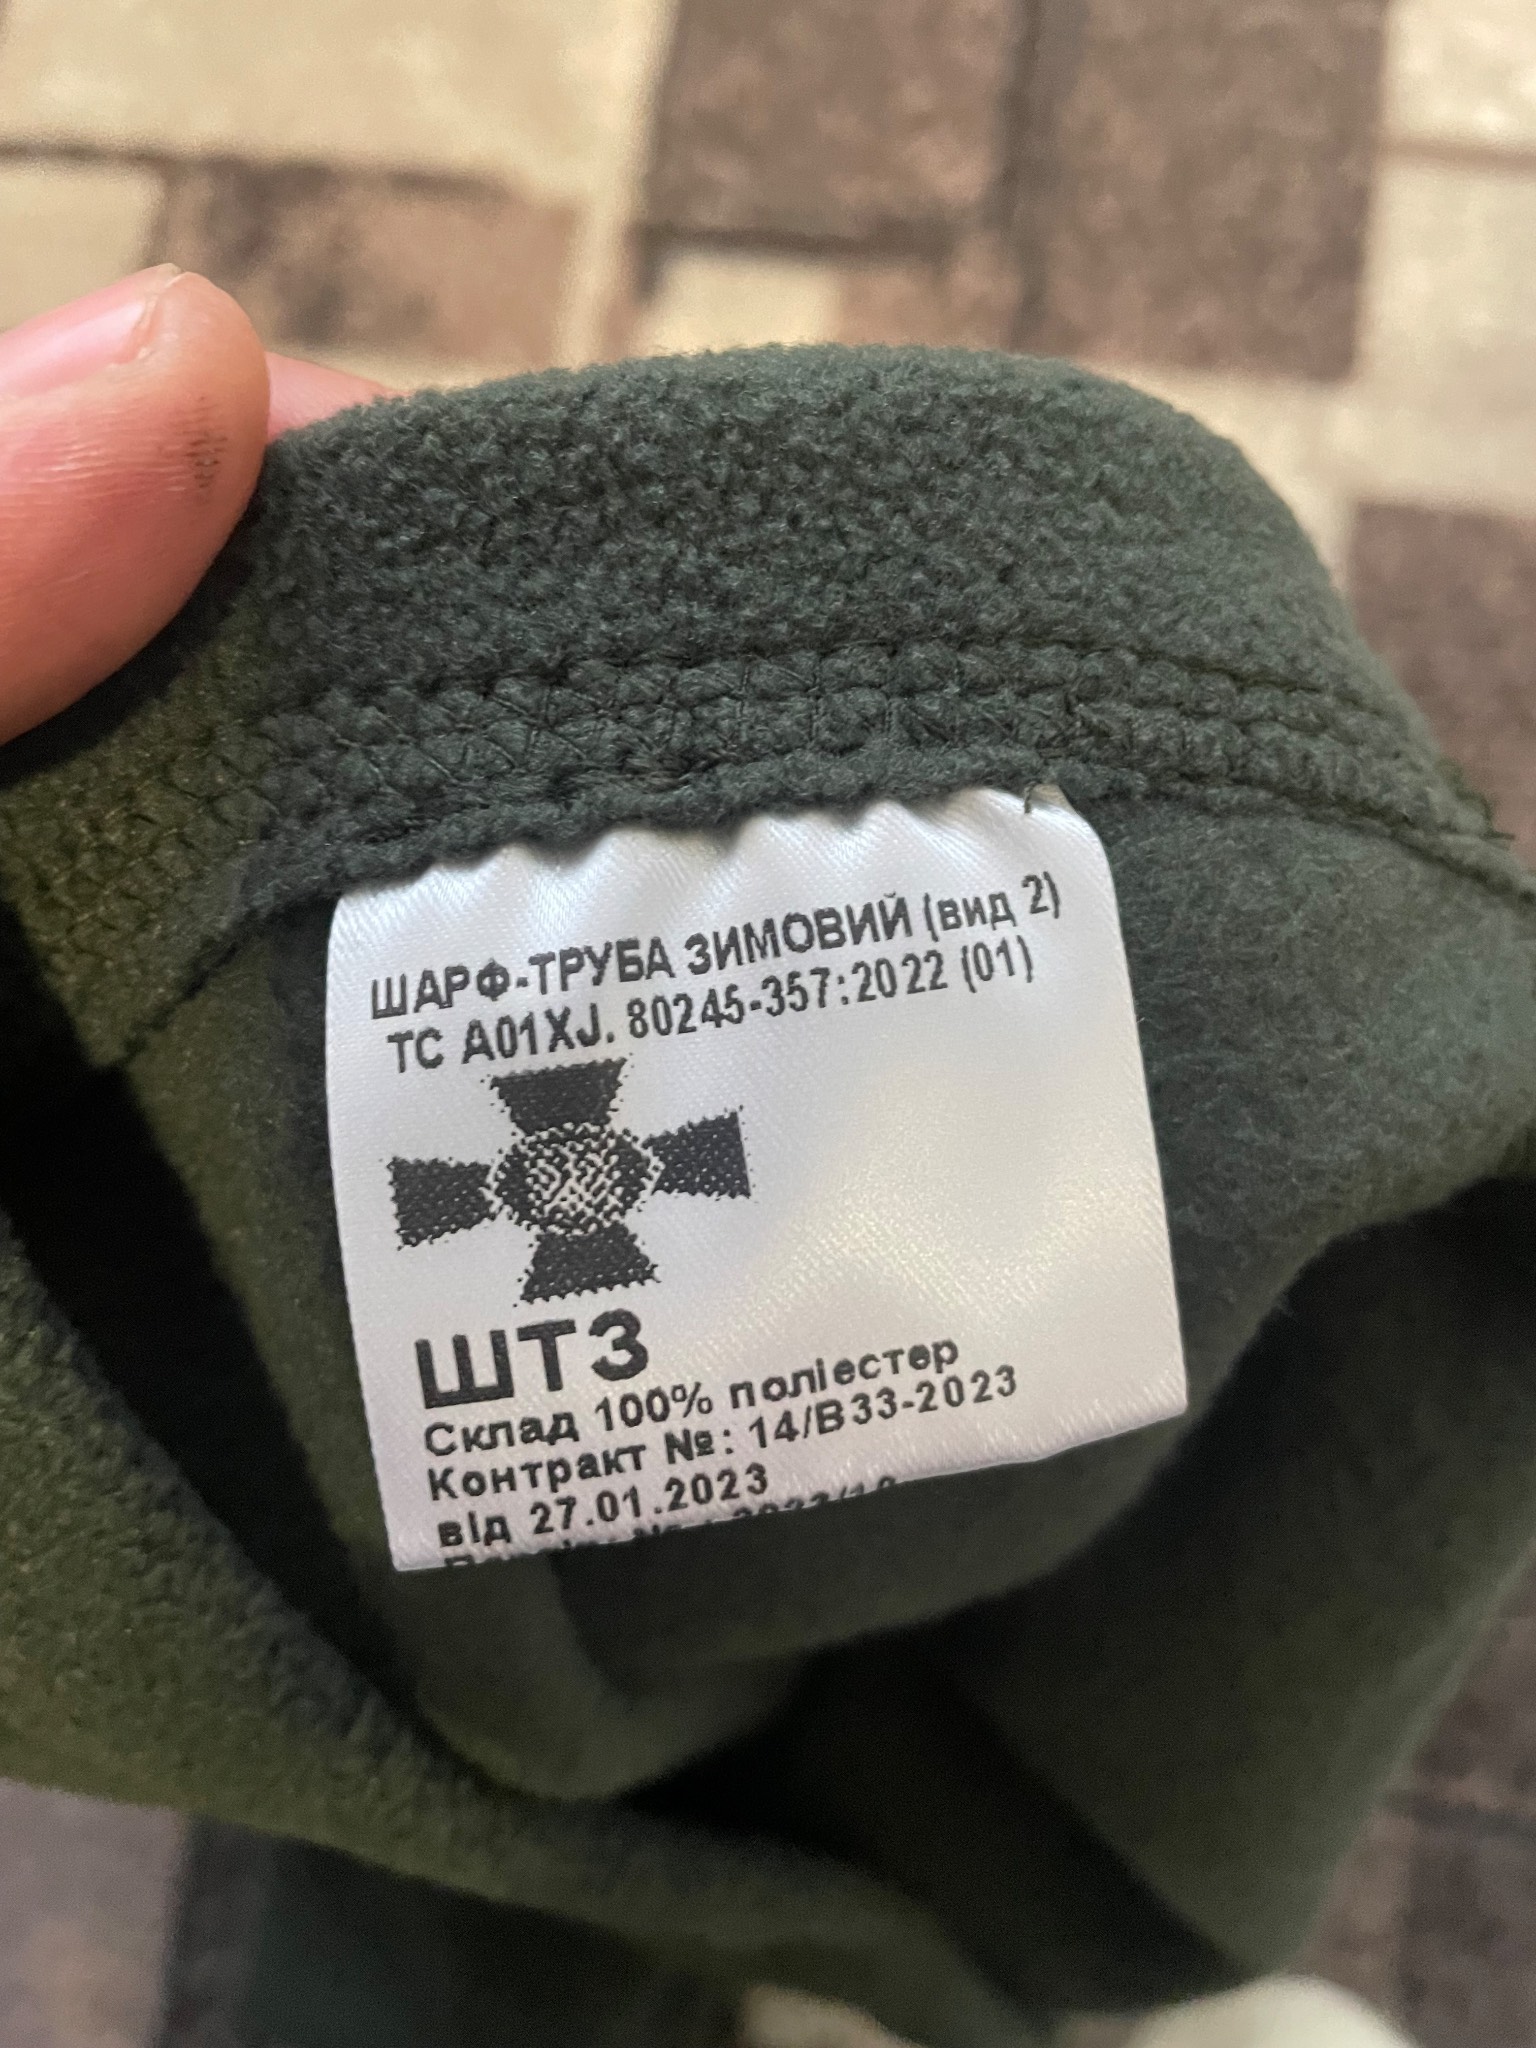 ШАРФ-ТРУБА ЗИМОВИЙ (вид 2)
ТС А01XJ. 80245-357:2022 (01)
ШТЗ
Склад 100% поліестер
Контракт №: 14/В33-2023
від 27.01.2023